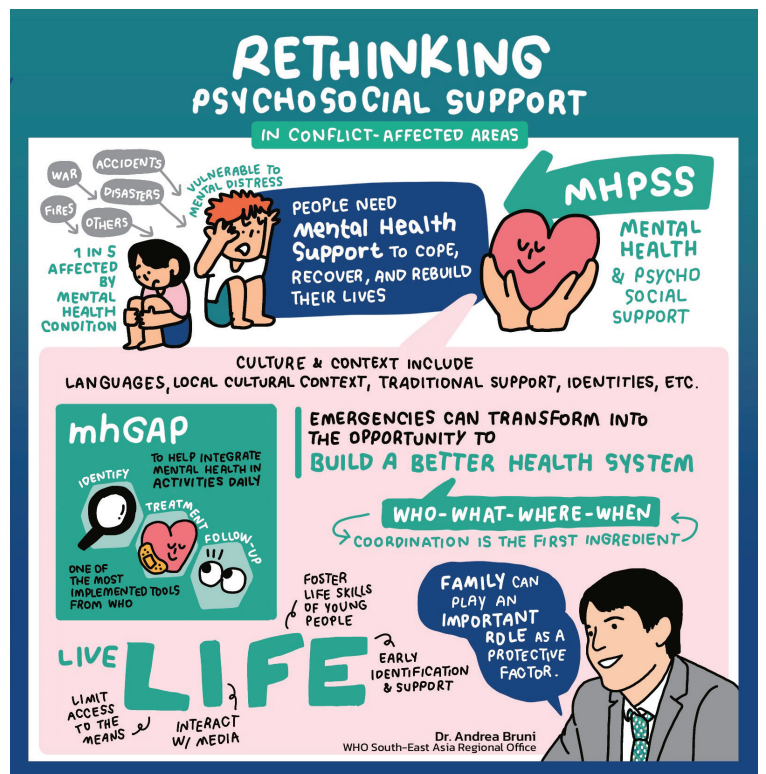 RETHINKING
PSYCHOSOCIAL SUPPORT
IN CONFLICT-AFFECTED AREAS
WAR
ACCIDENTS
DISASTERS
FIRES
OTHERS
VULNERABLE TO
MENTAL DISTRESS
1 IN 5
AFFECTED
BY
MENTAL
HEALTH
CONDITION
PEOPLE NEED
Mental Health
Support TO COPE,
RECOVER, AND REBUILD
THEIR LIVES
MHPSS
MENTAL
HEALTH
& PSYCHO
SOCIAL
SUPPORT
CULTURE & CONTEXT INCLUDE
LANGUAGES, LOCAL CULTURAL CONTEXT, TRADITIONAL SUPPORT, IDENTITIES, ETC.
mhGAP
TO HELP INTEGRATE
MENTAL HEALTH IN
ACTIVITIES DAILY
IDENTIFY
TREATMENT
FOLLOW-UP
ONE OF
THE MOST
IMPLEMENTED TOOLS
FROM WHO
EMERGENCIES CAN TRANSFORM INTO
THE OPPORTUNITY TO
BUILD A BETTER HEALTH SYSTEM
WHO-WHAT-WHERE-WHEN
COORDINATION IS THE FIRST INGREDIENT
LIVE LIFE
LIMIT
ACCESS
TO THE
MEANS
INTERACT
W/ MEDIA
FOSTER
LIFE SKILLS
OF YOUNG
PEOPLE
EARLY
IDENTIFICATION
& SUPPORT
FAMILY CAN
PLAY AN
IMPORTANT
ROLE AS A
PROTECTIVE
FACTOR.
Dr. Andrea Bruni
WHO South-East Asia Regional Office